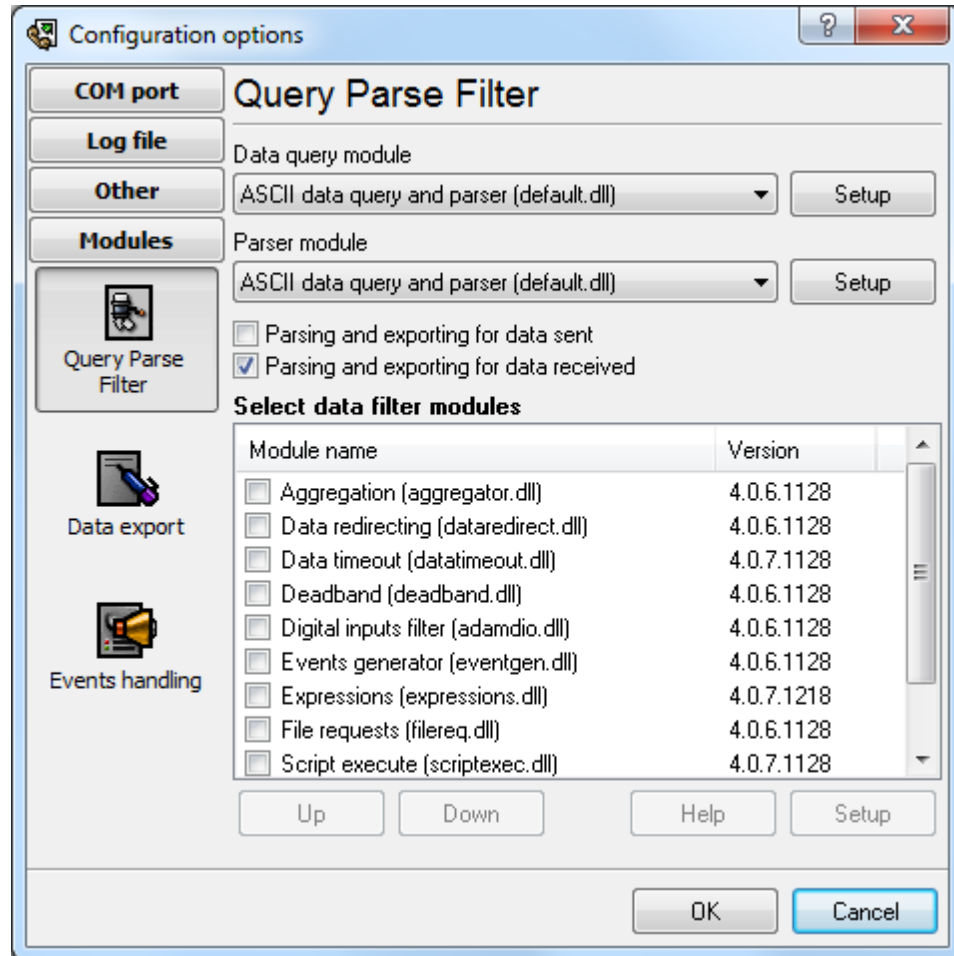 Configuration options
COM port
Log file
Other
Modules
Query Parse
Filter
Data export
Events handling
Query Parse Filter
Data query module
ASCII data query and parser (default.dll)
Setup
Parser module
ASCII data query and parser (default.dll)
Setup
Parsing and exporting for data sent
Parsing and exporting for data received
Select data filter modules
Module name Version
Aggregation (aggregator.dll) 4.0.6.1128
Data redirecting (dataredirect.dll) 4.0.6.1128
Data timeout (datatimeout.dll) 4.0.7.1128
Deadband (deadband.dll) 4.0.6.1128
Digital inputs filter (adamdio.dll) 4.0.6.1128
Events generator (eventgen.dll) 4.0.6.1128
Expressions (expressions.dll) 4.0.7.1218
File requests (filereq.dll) 4.0.6.1128
Script execute (scriptexec.dll) 4.0.7.1128
Up Down Help Setup
OK Cancel